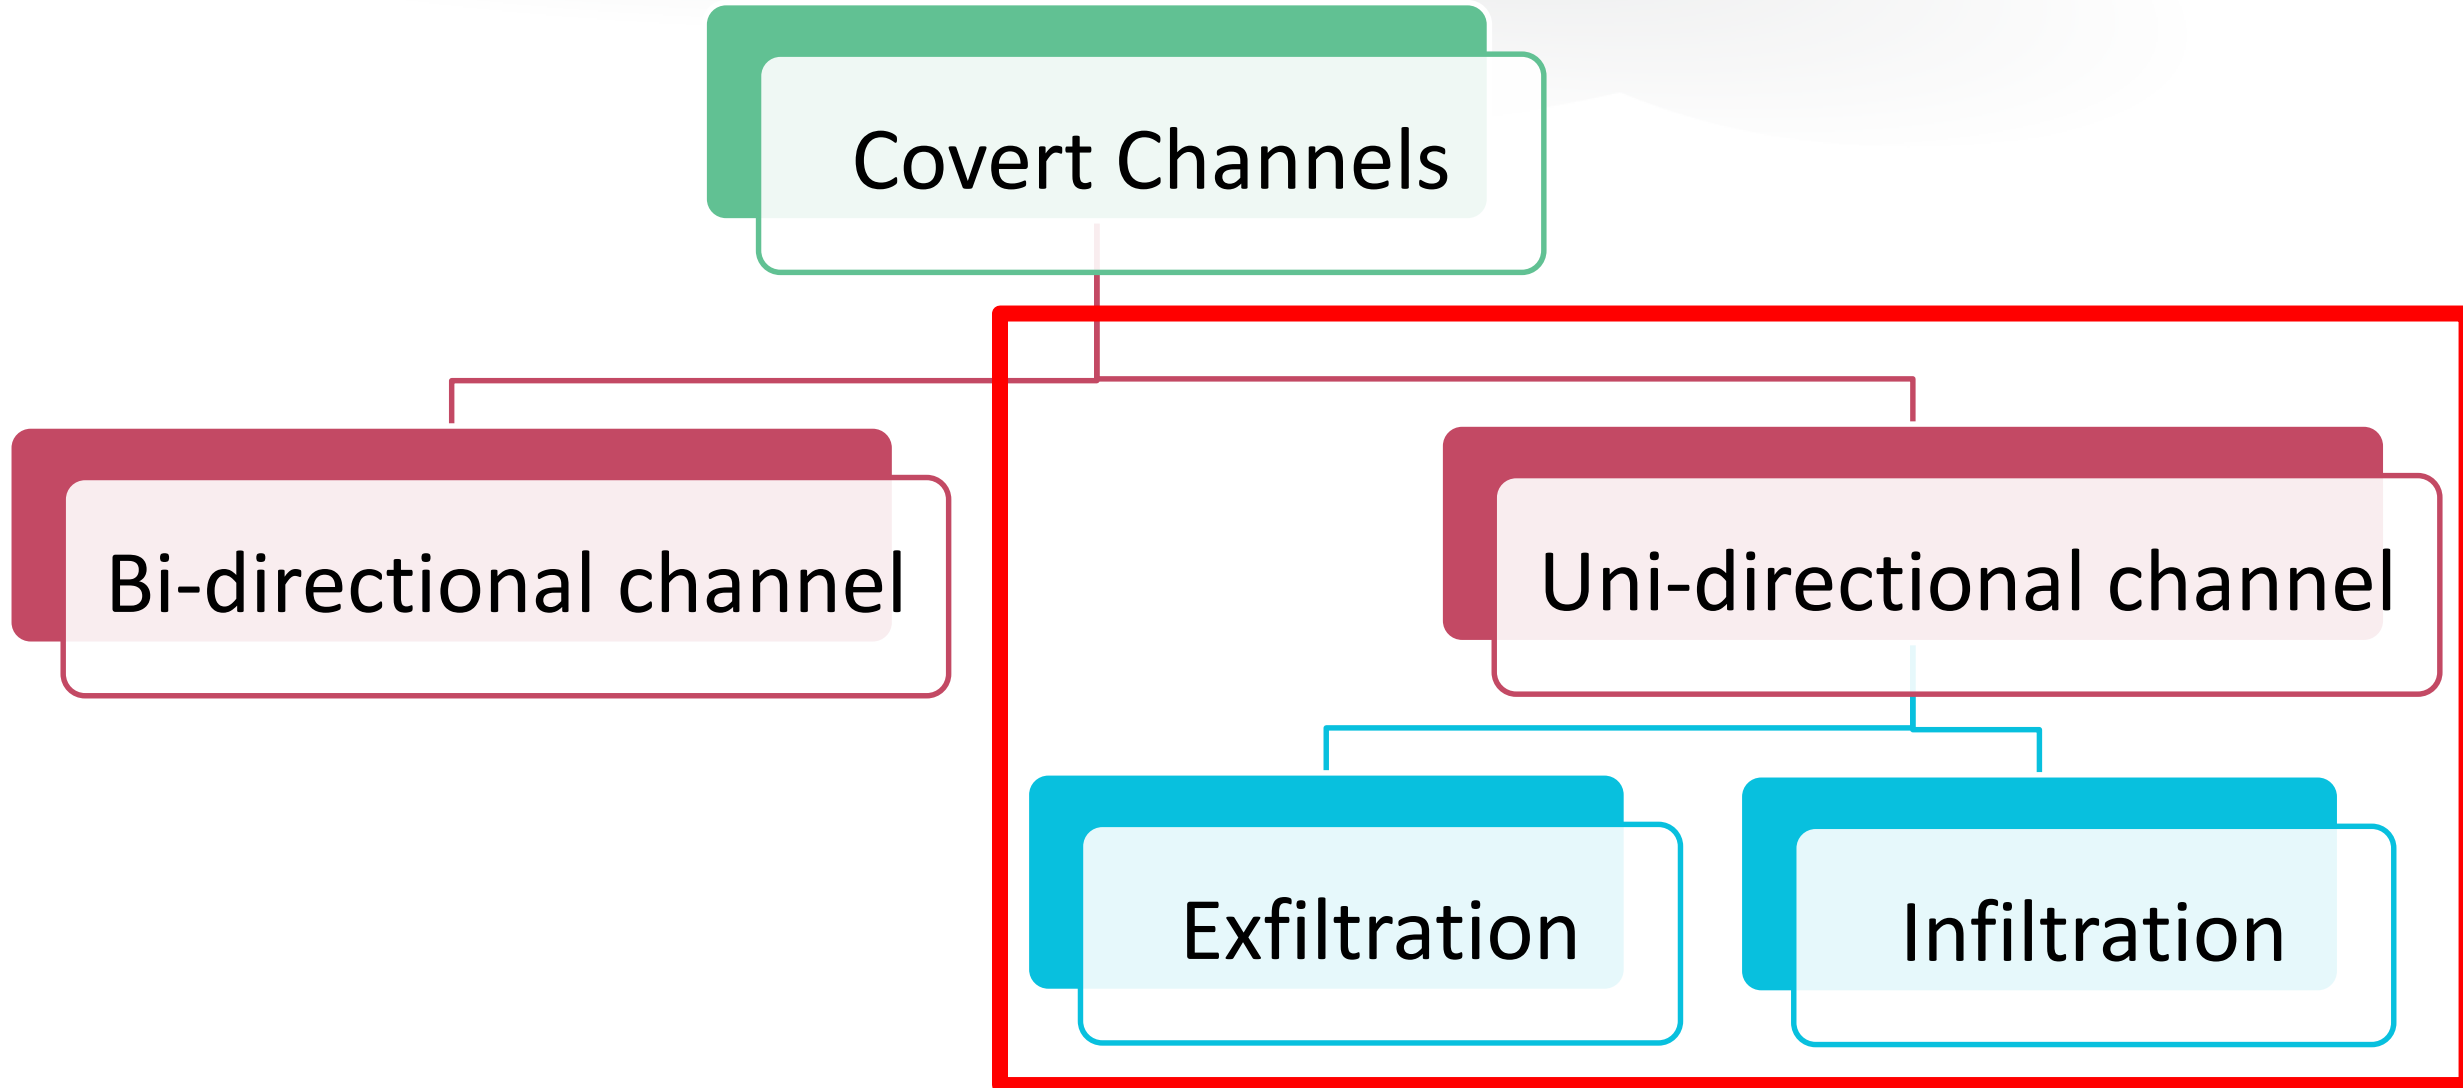 Covert Channels
Bi-directional channel
Uni-directional channel
Exfiltration
Infiltration